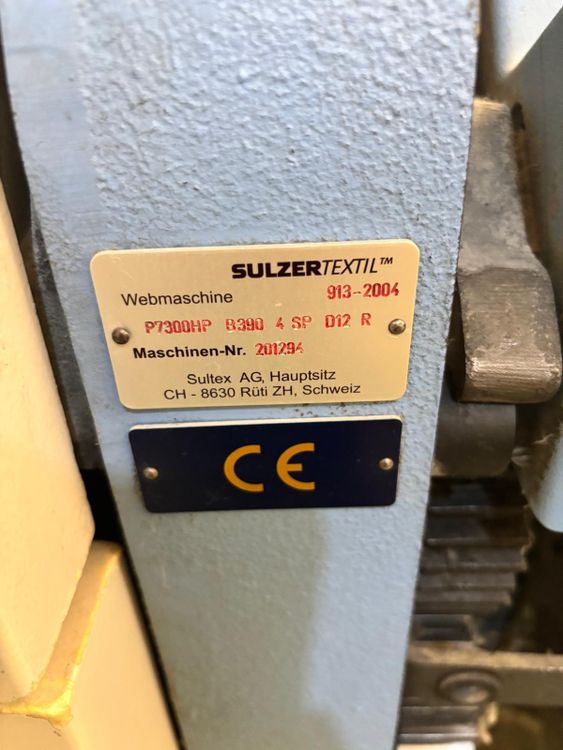 SULZERTEXTIL™
Webmaschine 913-2004
P7300HP B390 4 SP D12 R
Maschinen-Nr. 201294
Sultex AG, Hauptsitz
CH - 8630 Rüti ZH, Schweiz
CE